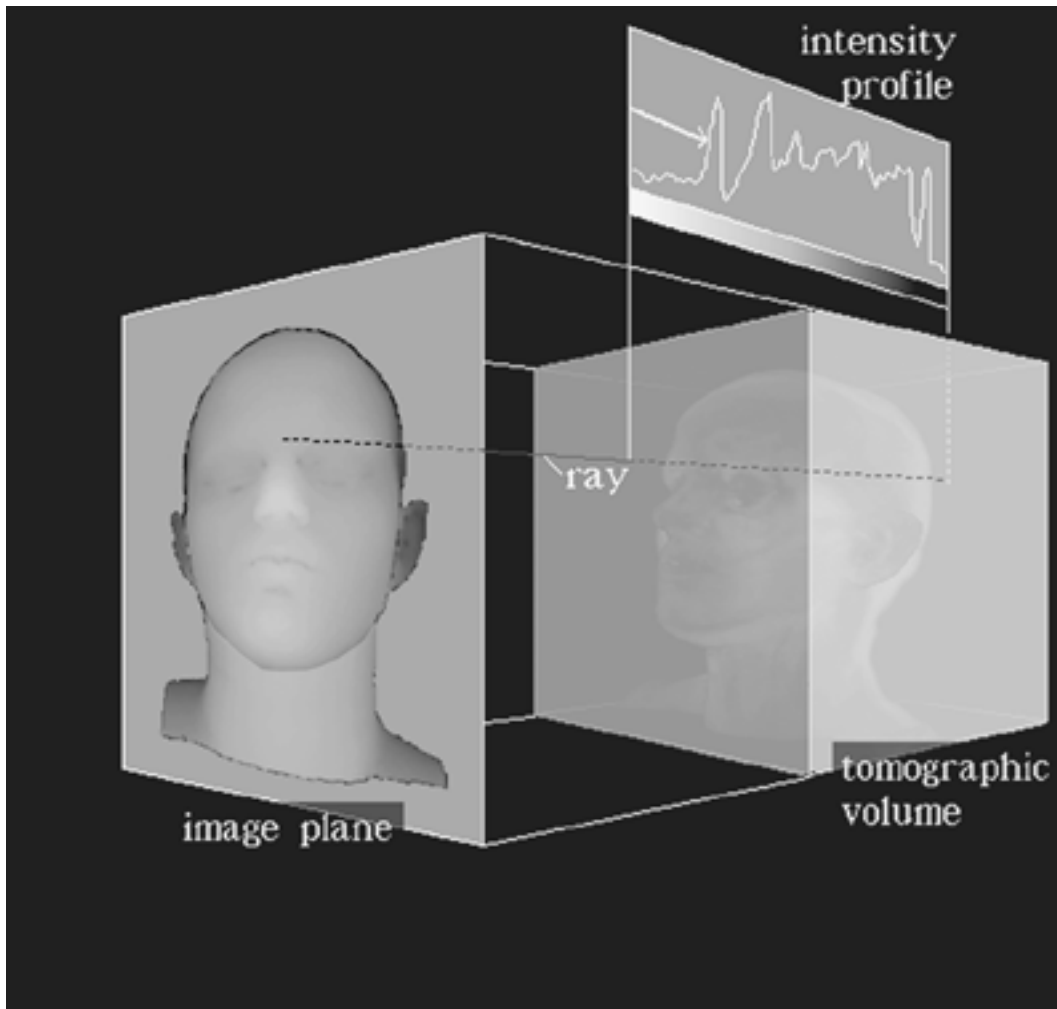 intensity
profile
ray
tomographic
volume
image plane